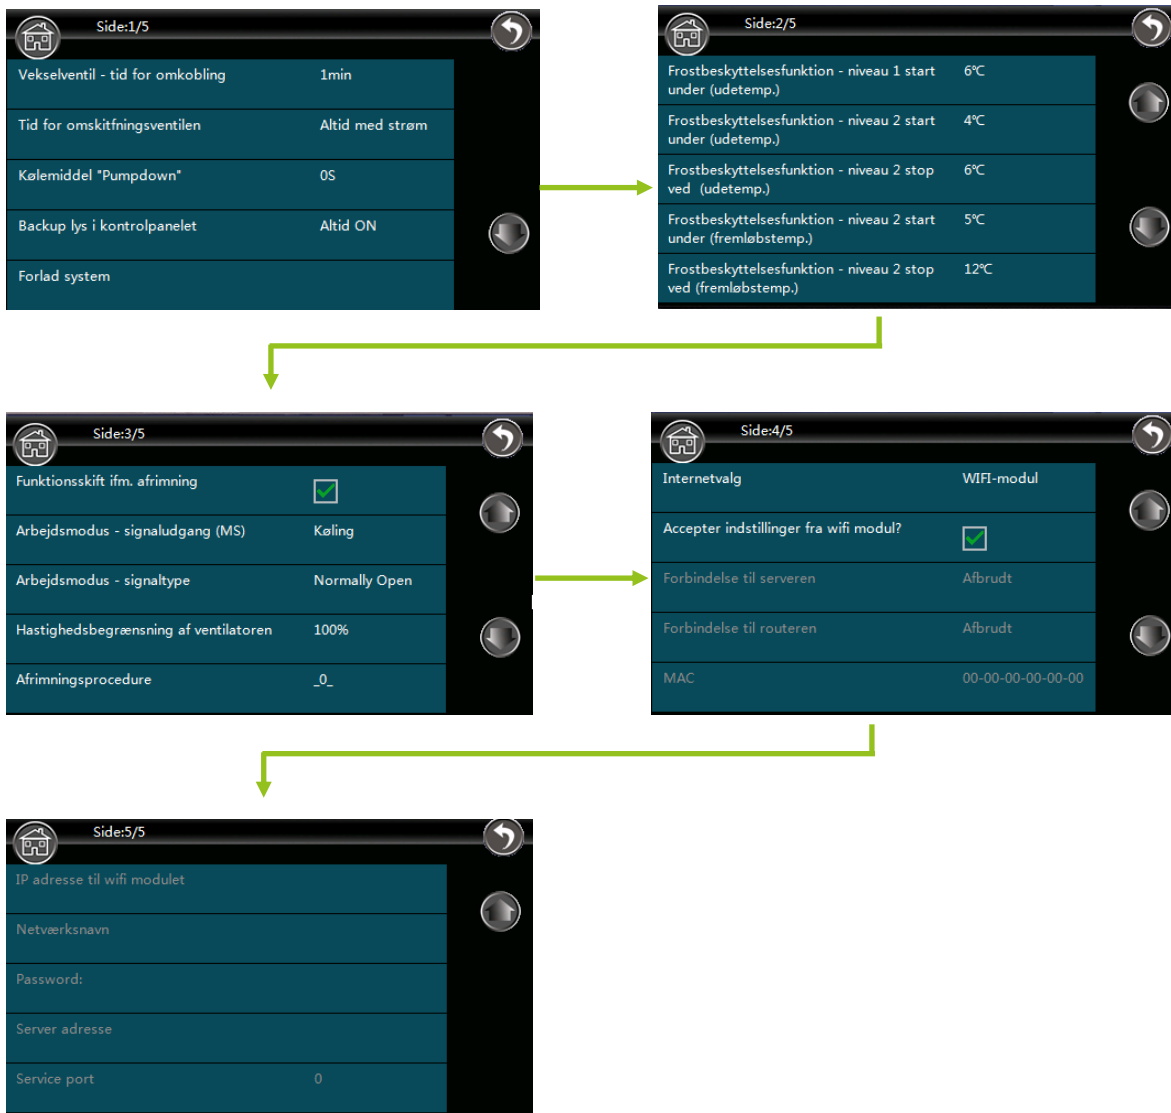 Side:1/5
Vekselventil - tid for omkobling 1min
Tid for omskitfningsventilen Altid med strøm
Kølemiddel "Pumpdown" 0S
Backup lys i kontrolpanelet Altid ON
Forlad system
Side:2/5
Frostbeskyttelsesfunktion - niveau 1 start 6℃
under (udetemp.)
Frostbeskyttelsesfunktion - niveau 2 start 4℃
under (udetemp.)
Frostbeskyttelsesfunktion - niveau 2 stop 6℃
ved (udetemp.)
Frostbeskyttelsesfunktion - niveau 2 start 5℃
under (fremløbstemp.)
Frostbeskyttelsesfunktion - niveau 2 stop 12℃
ved (fremløbstemp.)
Side:3/5
Funktionsskift ifm. afrimning
Arbejdsmodus - signaludgang (MS) Køling
Arbejdsmodus - signaltype Normally Open
Hastighedsbegrænsning af ventilatoren 100%
Afrimningsprocedure _0_
Side:4/5
Internetvalg WIFI-modul
Accepter indstillinger fra wifi modul?
Forbindelse til serveren Afbrudt
Forbindelse til routeren Afbrudt
MAC 00-00-00-00-00-00
Side:5/5
IP adresse til wifi modulet
Netværksnavn
Password:
Server adresse
Service port 0